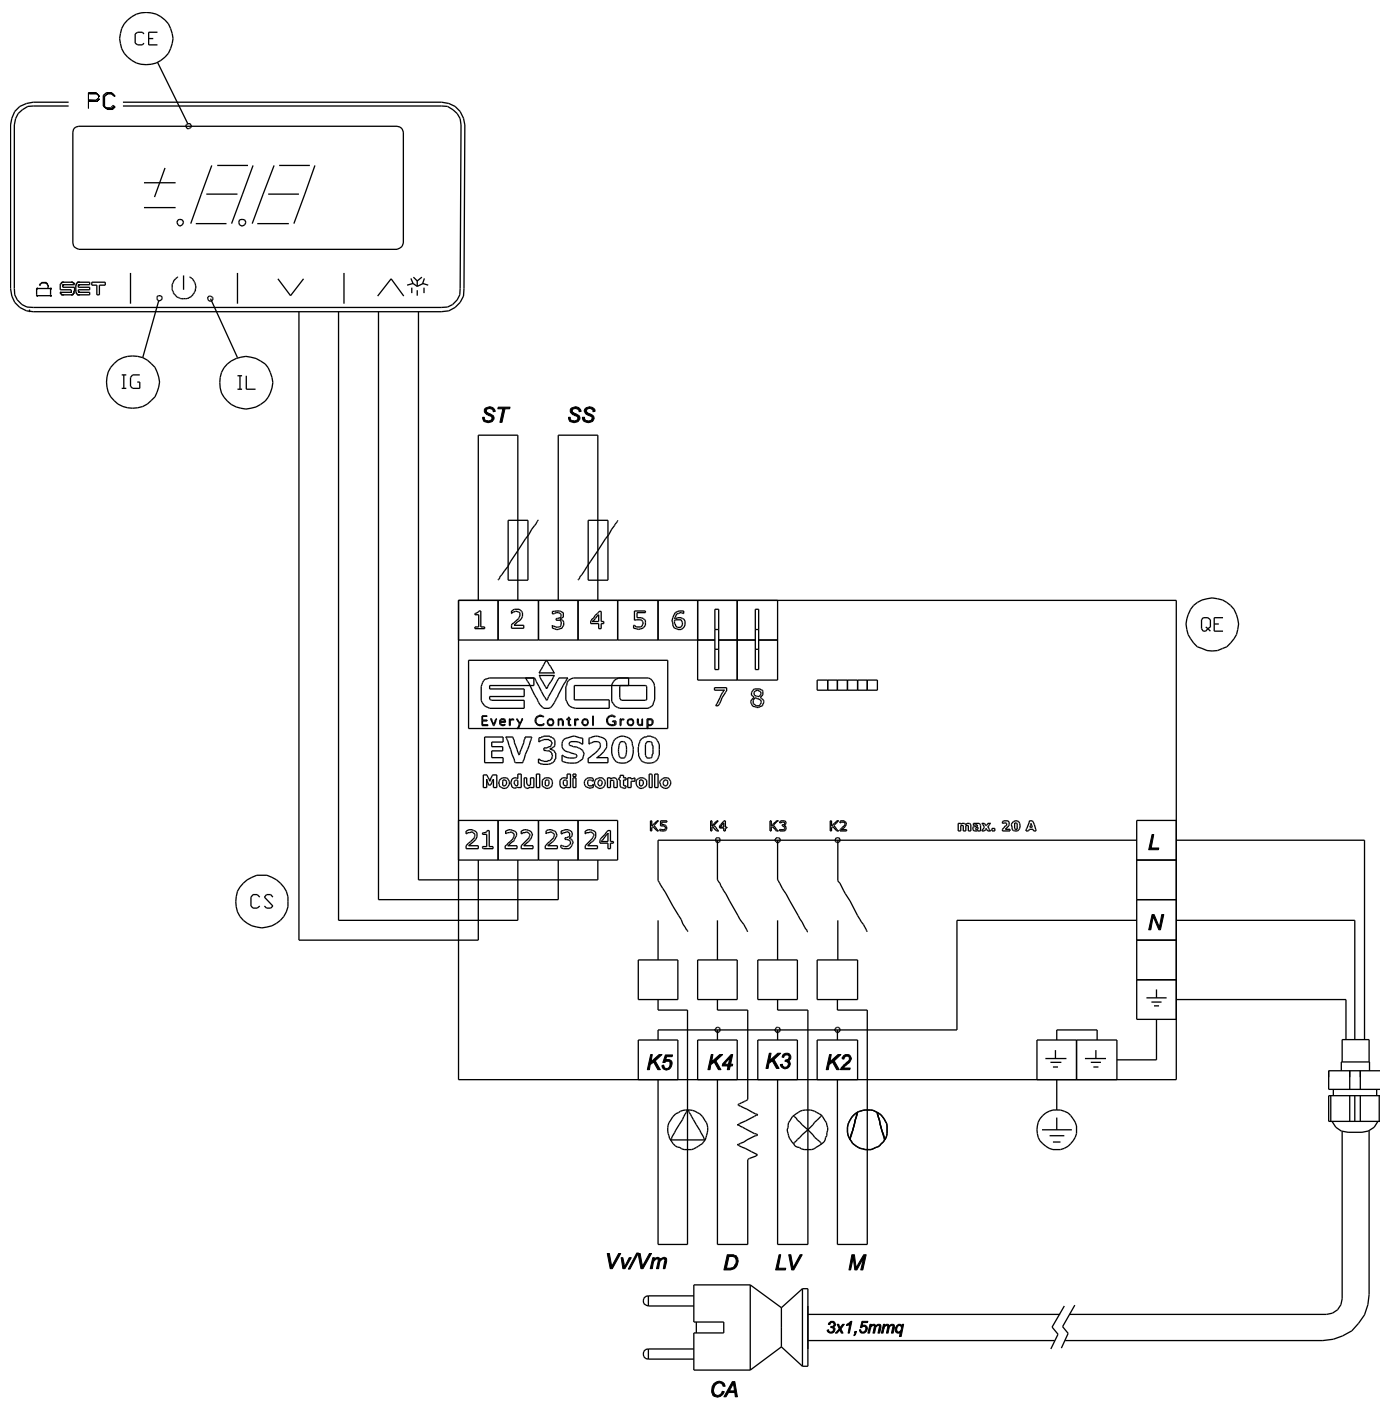 CE
PC
±.8.8
SET
IG
IL
ST
SS
1
2
3
4
5
6
QE
7
8
EVCO
Every Control Group
EV3S200
Modulo di controllo
K5
K4
K3
K2
max. 20 A
21
22
23
24
L
CS
N
K5
K4
K3
K2
Vv/Vm
D
LV
M
3x1,5mmq
CA